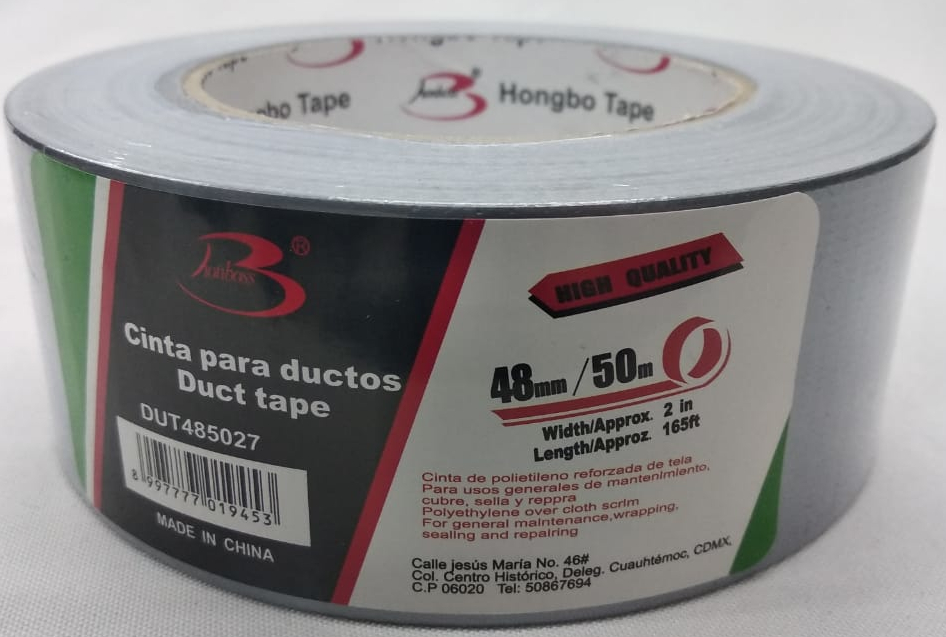 Hongbo Tape
Honboss
®
Cinta para ductos
Duct tape
DUT485027
8 997777 019453
MADE IN CHINA
HIGH QUALITY
48mm / 50m
Width/Approx. 2 in
Length/Approz. 165ft
Cinta de polietileno reforzada de tela
Para usos generales de mantenimiento,
cubre, sella y reppra
Polyethylene over cloth scrim
For general maintenance,wrapping,
sealing and repairing
Calle jesús María No. 46#
Col. Centro Histórico, Deleg. Cuauhtémoc, CDMX,
C.P 06020 Tel: 50867694